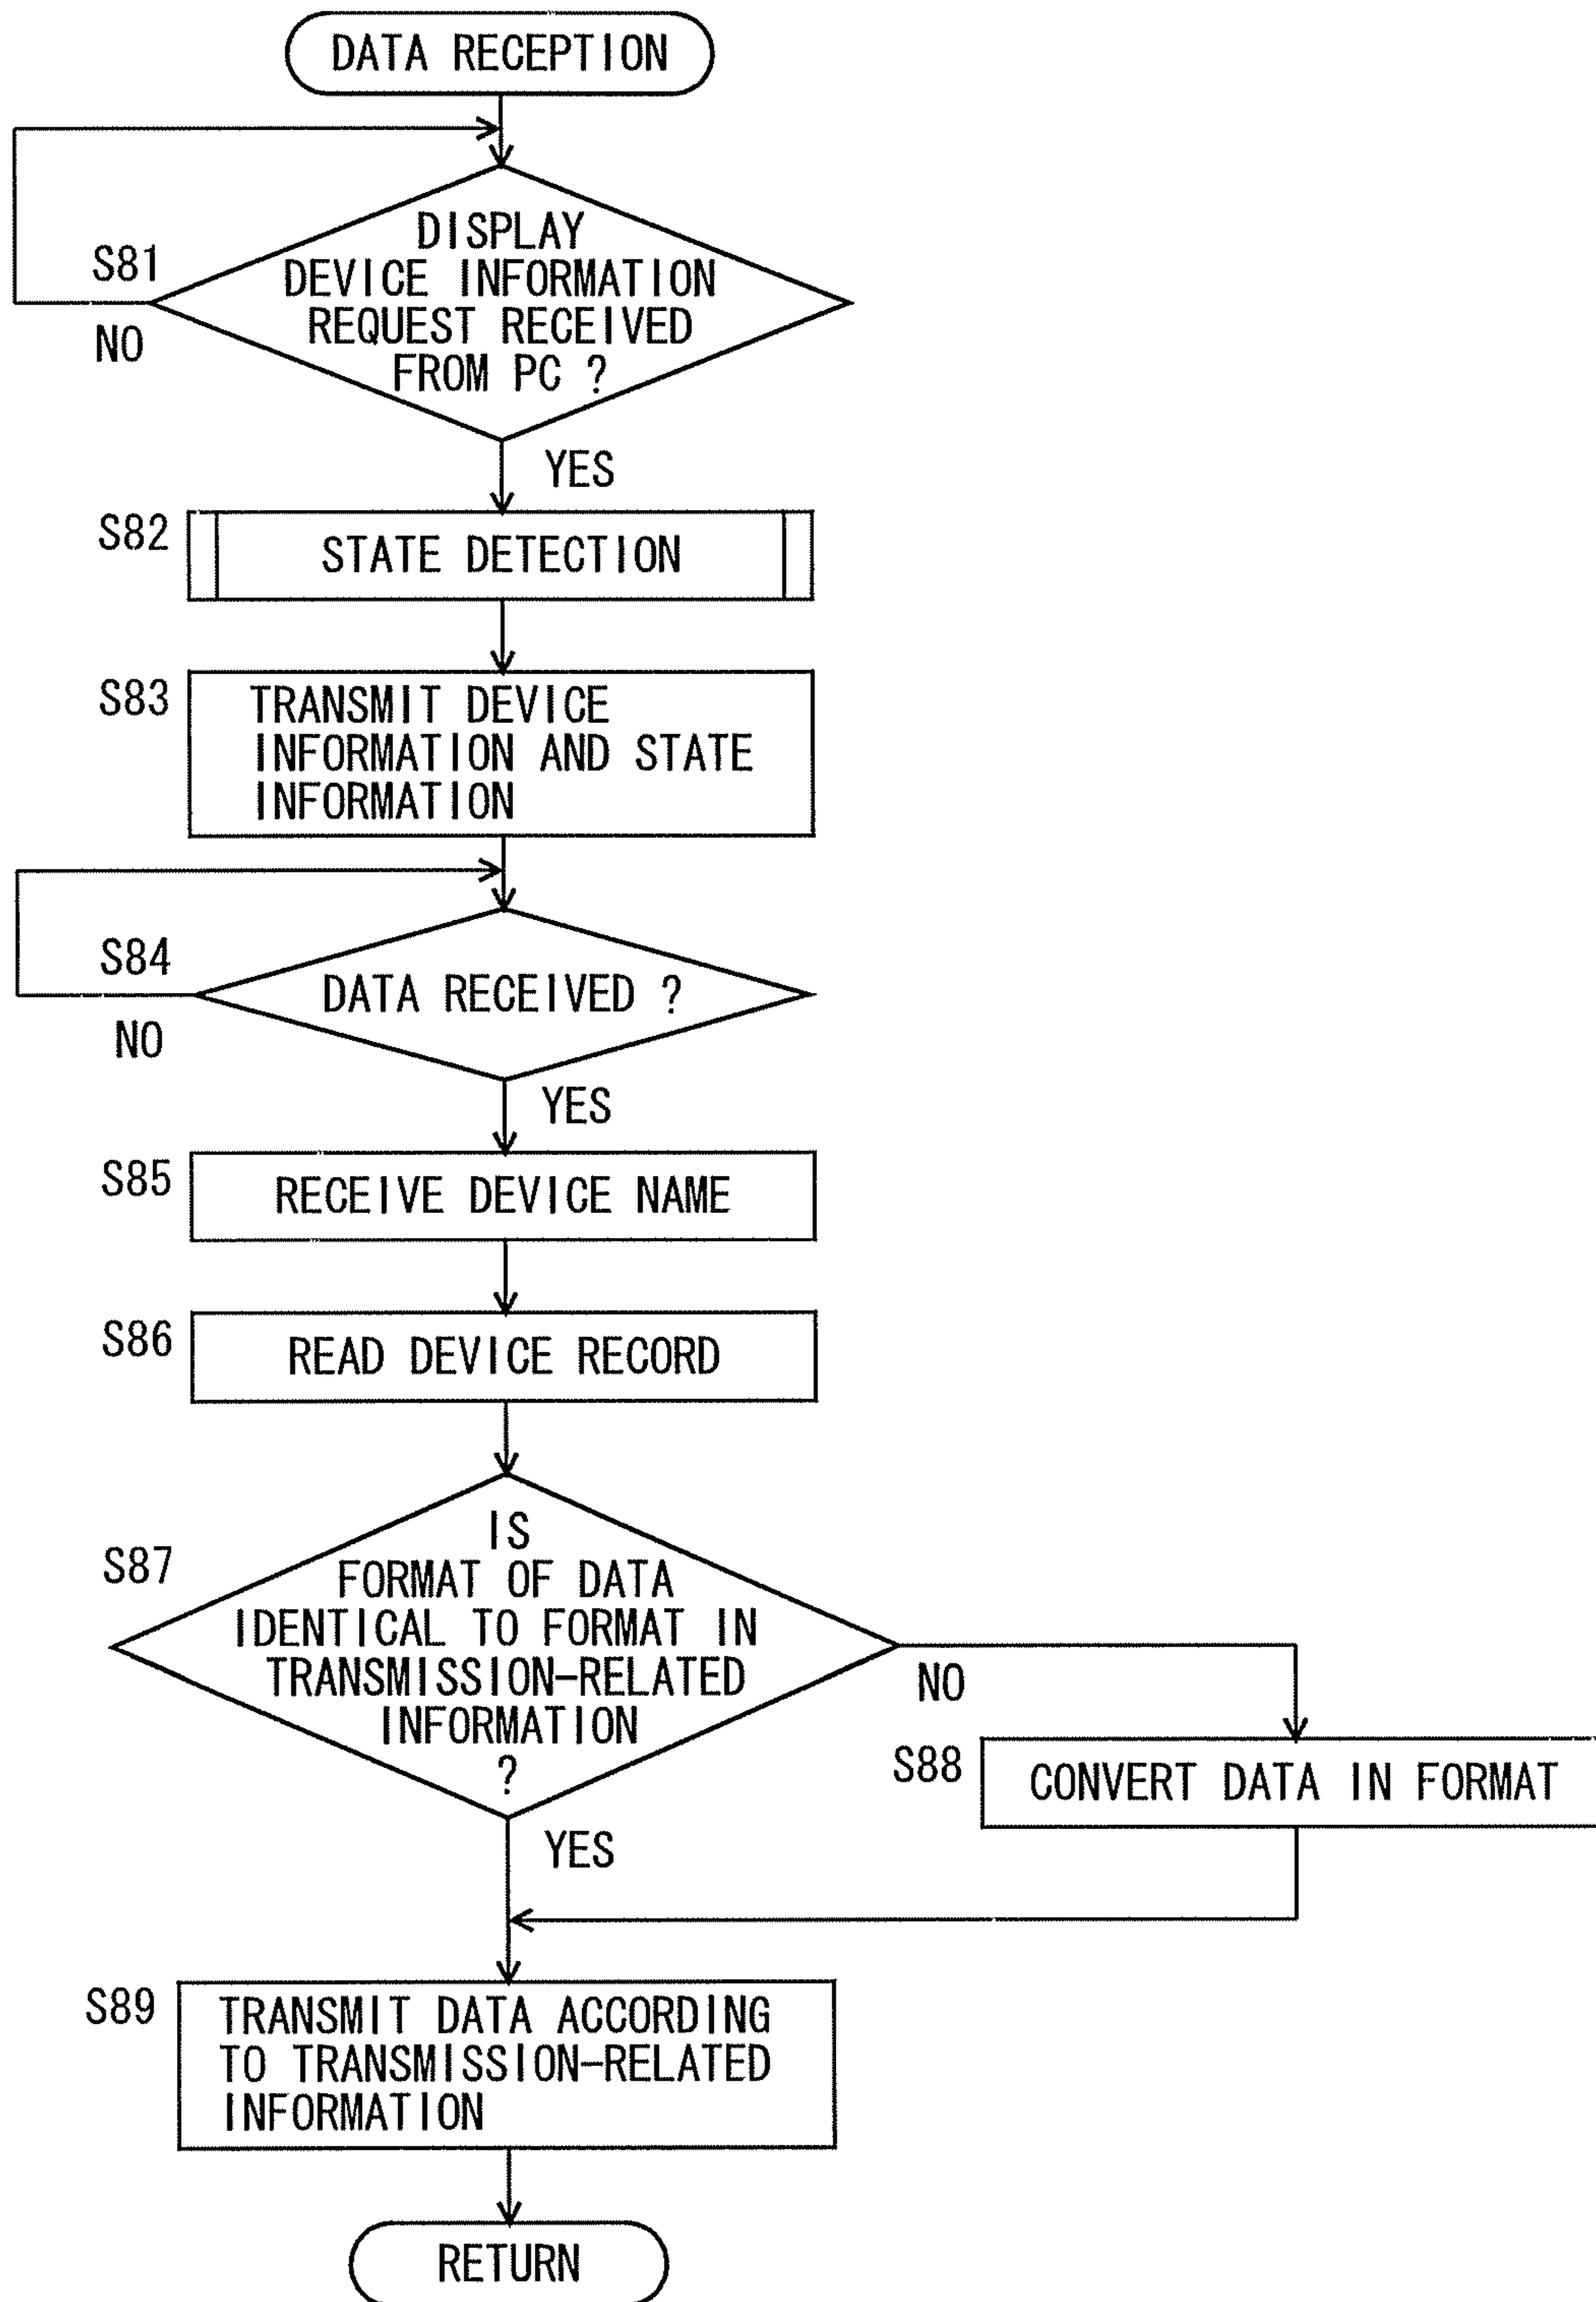 DATA RECEPTION
S81
DISPLAY
DEVICE INFORMATION
REQUEST RECEIVED
FROM PC ?
NO
YES
S82
STATE DETECTION
S83
TRANSMIT DEVICE
INFORMATION AND STATE
INFORMATION
S84
DATA RECEIVED ?
NO
YES
S85
RECEIVE DEVICE NAME
S86
READ DEVICE RECORD
S87
IS
FORMAT OF DATA
IDENTICAL TO FORMAT IN
TRANSMISSION-RELATED
INFORMATION
?
NO
S88
CONVERT DATA IN FORMAT
YES
S89
TRANSMIT DATA ACCORDING
TO TRANSMISSION-RELATED
INFORMATION
RETURN